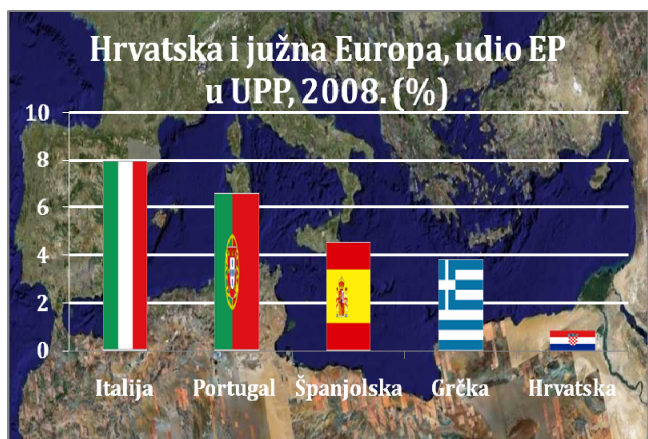 Hrvatska i južna Europa, udio EP
u UPP, 2008. (%)
10
8
6
4
2
0
Italija Portugal Španjolska Grčka Hrvatska